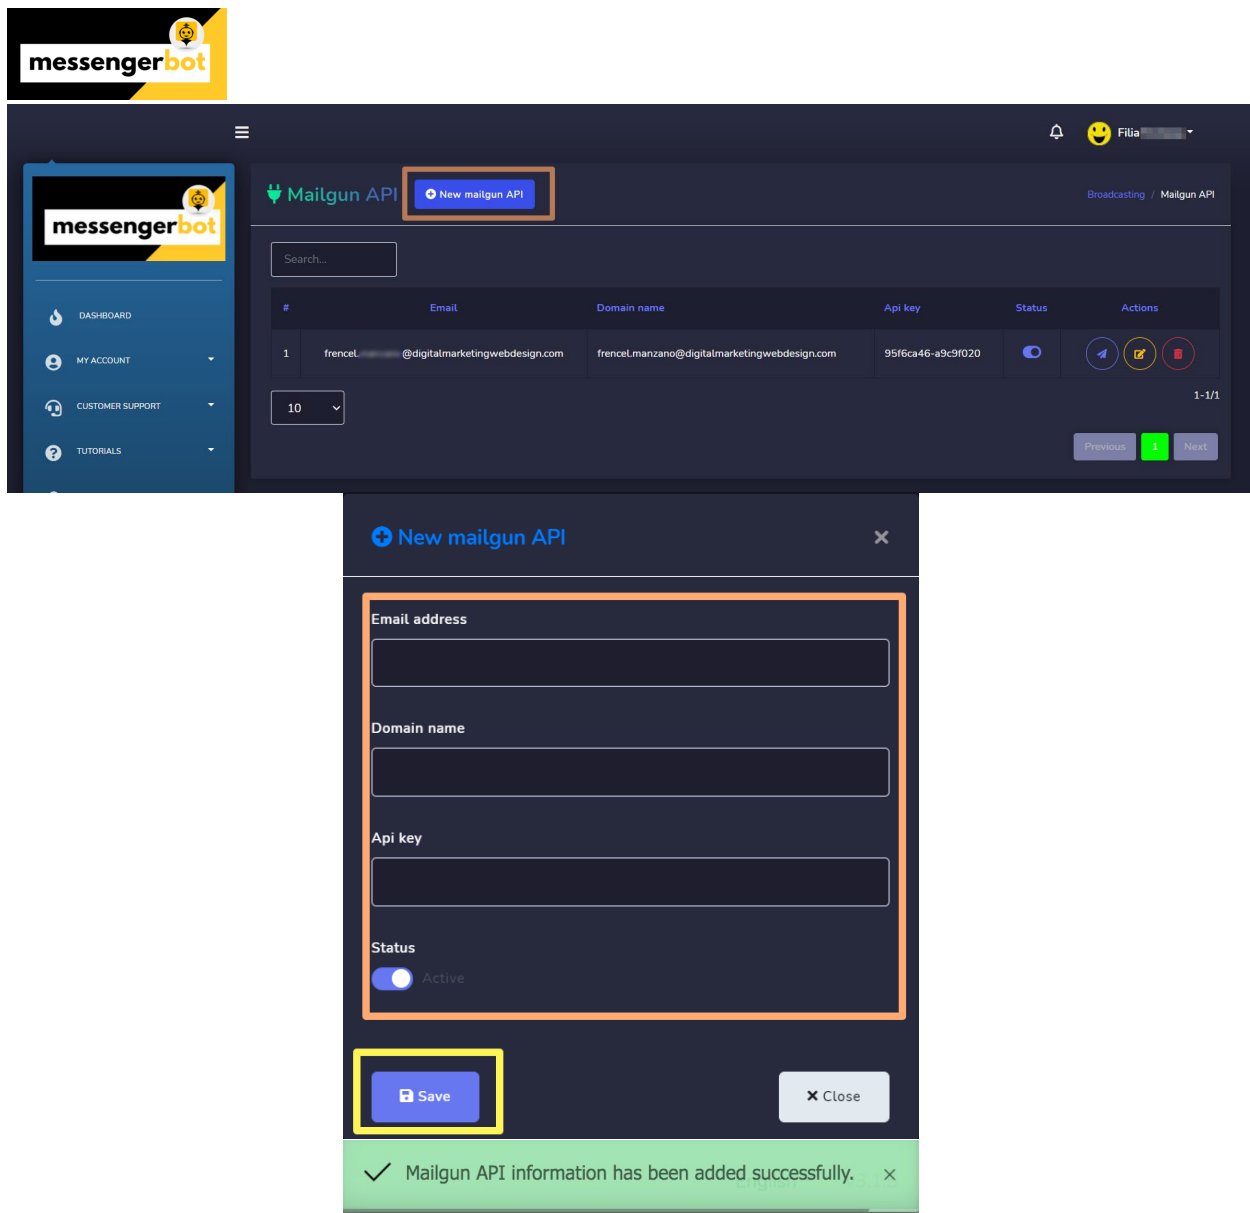 messengerbot
Filia
messengerbot
Mailgun API
New mailgun API
Broadcasting / Mailgun API
Search...
DASHBOARD
MY ACCOUNT
CUSTOMER SUPPORT
TUTORIALS
# Email Domain name Api key Status Actions
1 frencel. @digitalmarketingwebdesign.com frencel.manzano@digitalmarketingwebdesign.com 95f6ca46-a9c9f020
10
1-1/1
Previous 1 Next
New mailgun API
Email address
Domain name
Api key
Status
Active
Save
Close
Mailgun API information has been added successfully.